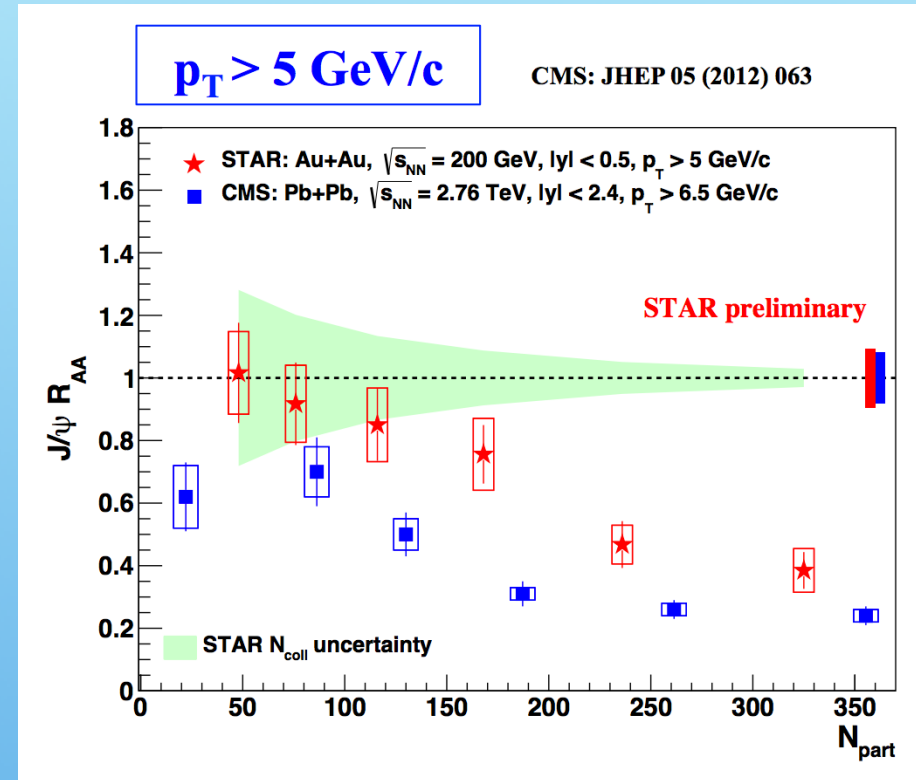 p_T > 5 GeV/c
CMS: JHEP 05 (2012) 063
STAR: Au+Au, √s_NN = 200 GeV, |y| < 0.5, p_T > 5 GeV/c
CMS: Pb+Pb, √s_NN = 2.76 TeV, |y| < 2.4, p_T > 6.5 GeV/c
STAR preliminary
J/ψ R_AA
1.8
1.6
1.4
1.2
1
0.8
0.6
0.4
0.2
0
STAR N_coll uncertainty
0 50 100 150 200 250 300 350
N_part